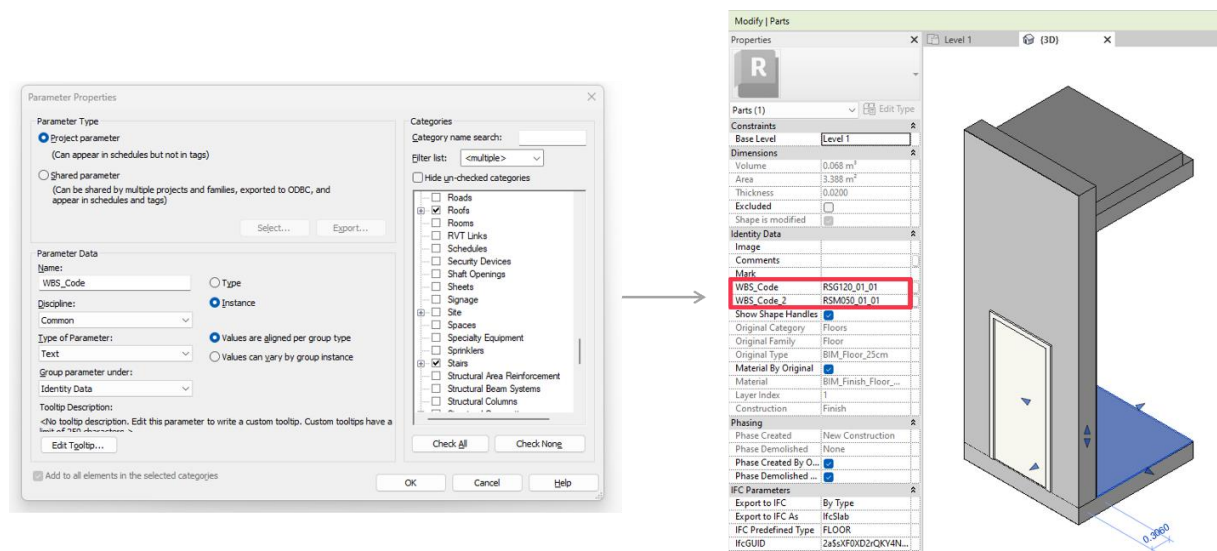 Parameter Properties
Parameter Type
Project parameter
(Can appear in schedules but not in tags)
Shared parameter
(Can be shared by multiple projects and families, exported to ODBC, and
appear in schedules and tags)
Select...
Export...
Parameter Data
Name:
WBS_Code
Type
Discipline:
Instance
Common
Type of Parameter:
Values are aligned per group type
Text
Values can vary by group instance
Group parameter under:
Identity Data
Tooltip Description:
<No tooltip description. Edit this parameter to write a custom tooltip. Custom tooltips have a
limit of 250 characters.>
Edit Tooltip...
Add to all elements in the selected categories
Categories
Category name search:
Filter list:
<multiple>
Hide un-checked categories
Roads
Roofs
Rooms
RVT Links
Schedules
Security Devices
Shaft Openings
Sheets
Signage
Site
Spaces
Specialty Equipment
Sprinklers
Stairs
Structural Area Reinforcement
Structural Beam Systems
Structural Columns
Check All
Check None
OK
Cancel
Help
Modify | Parts
Properties
Level 1
{3D}
R
Parts (1)
Edit Type
Constraints
Base Level Level 1
Dimensions
Volume 0.068 m³
Area 3.388 m²
Thickness 0.0200
Excluded
Shape is modified
Identity Data
Image
Comments
Mark
WBS_Code RSG120_01_01
WBS_Code_2 RSM050_01_01
Show Shape Handles
Original Category Floors
Original Family Floor
Original Type BIM_Floor_25cm
Material By Original
Material BIM_Finish_Floor_...
Layer Index 1
Construction Finish
Phasing
Phase Created New Construction
Phase Demolished None
Phase Created By O...
Phase Demolished ...
IFC Parameters
Export to IFC By Type
Export to IFC As IfcSlab
IFC Predefined Type FLOOR
IfcGUID 2a$sXF0XD2rQKY4N...
0.3060